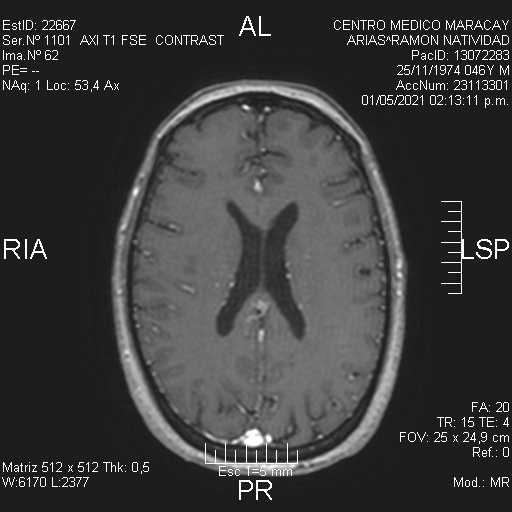 EstID: 22667
Ser.Nº 1101 AXI T1 FSE CONTRAST
Ima.Nº 62
PE= --
NAq: 1 Loc: 53,4 Ax
AL
CENTRO MEDICO MARACAY
ARIAS^RAMON NATIVIDAD
PacID: 13072283
25/11/1974 046Y M
AccNum: 23113301
01/05/2021 02:13:11 p.m.
RIA
LSP
FA: 20
TR: 15 TE: 4
FOV: 25 x 24,9 cm
Ref.: 0
Matriz 512 x 512 Thk: 0,5
W:6170 L:2377
Esc 1=5 mm
PR
Mod.: MR